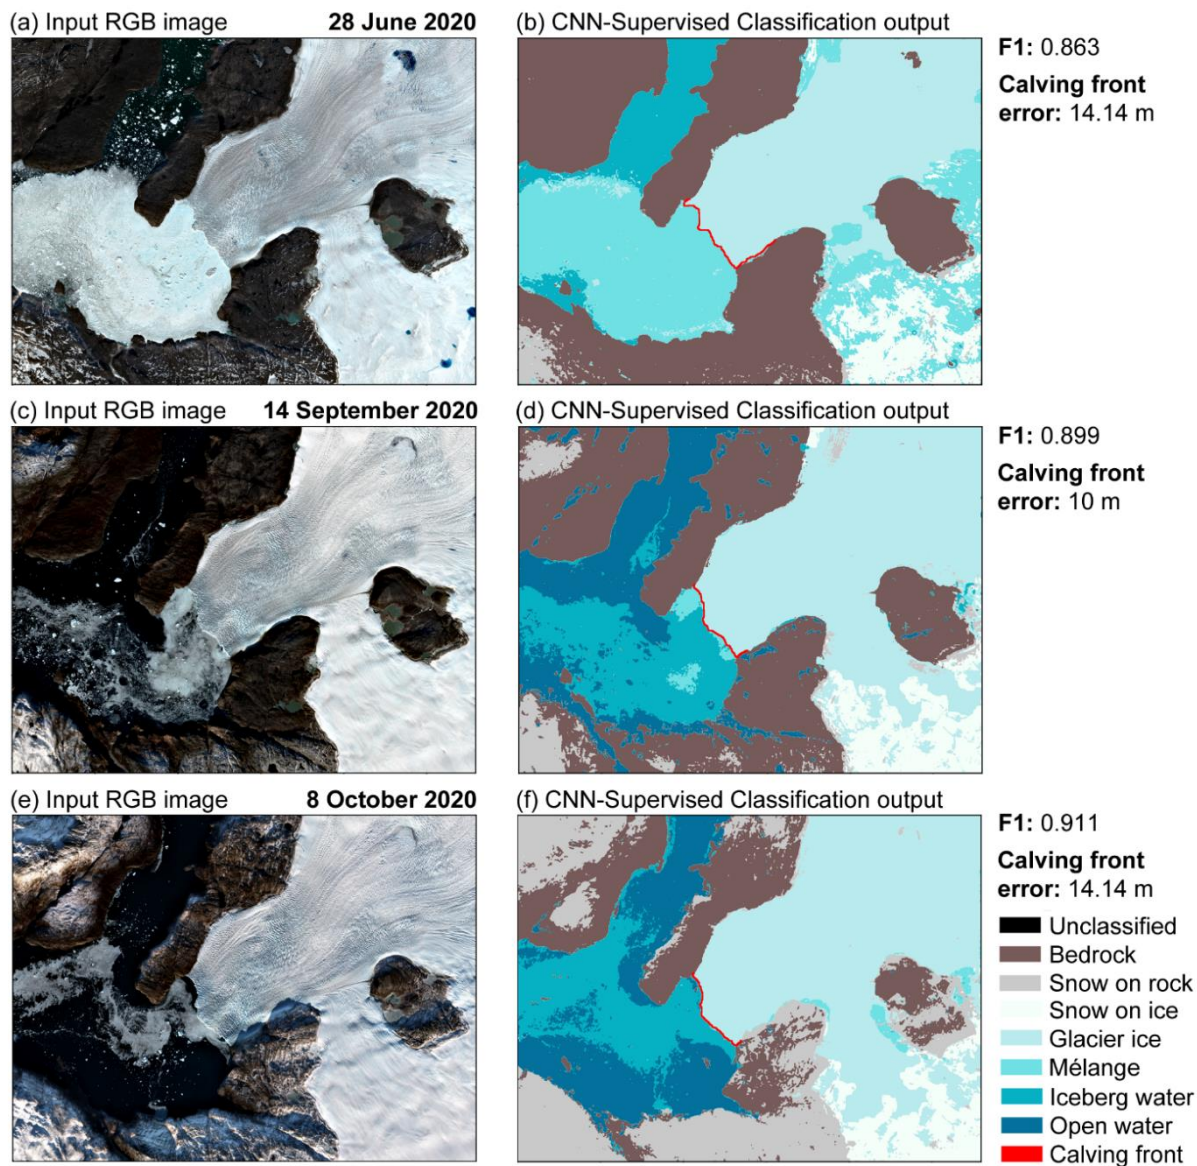 (a) Input RGB image 28 June 2020
(b) CNN-Supervised Classification output
F1: 0.863
Calving front
error: 14.14 m
(c) Input RGB image 14 September 2020
(d) CNN-Supervised Classification output
F1: 0.899
Calving front
error: 10 m
(e) Input RGB image 8 October 2020
(f) CNN-Supervised Classification output
F1: 0.911
Calving front
error: 14.14 m
Unclassified
Bedrock
Snow on rock
Snow on ice
Glacier ice
Mélange
Iceberg water
Open water
Calving front